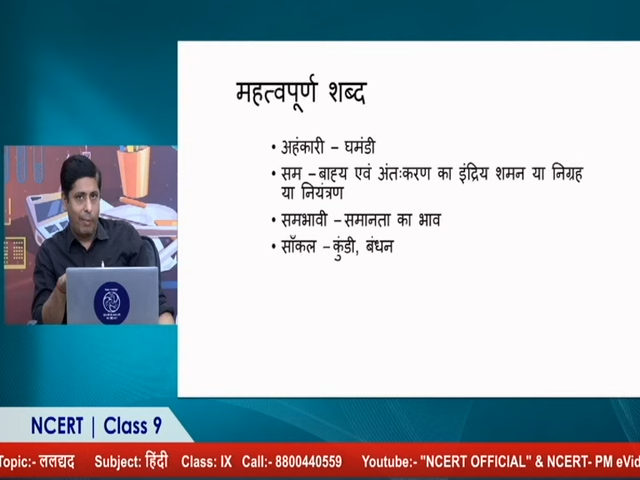 महत्वपूर्ण शब्द
• अहंकारी – घमंडी
• सम –बाह्य एवं अंतःकरण का इंद्रिय शमन या निग्रह
या नियंत्रण
• समभावी –समानता का भाव
• साँकल –कुंडी, बंधन
NCERT | Class 9
Topic:- ललद्यद Subject: हिंदी Class: IX Call:- 8800440559 Youtube:- "NCERT OFFICIAL" & NCERT- PM eVid